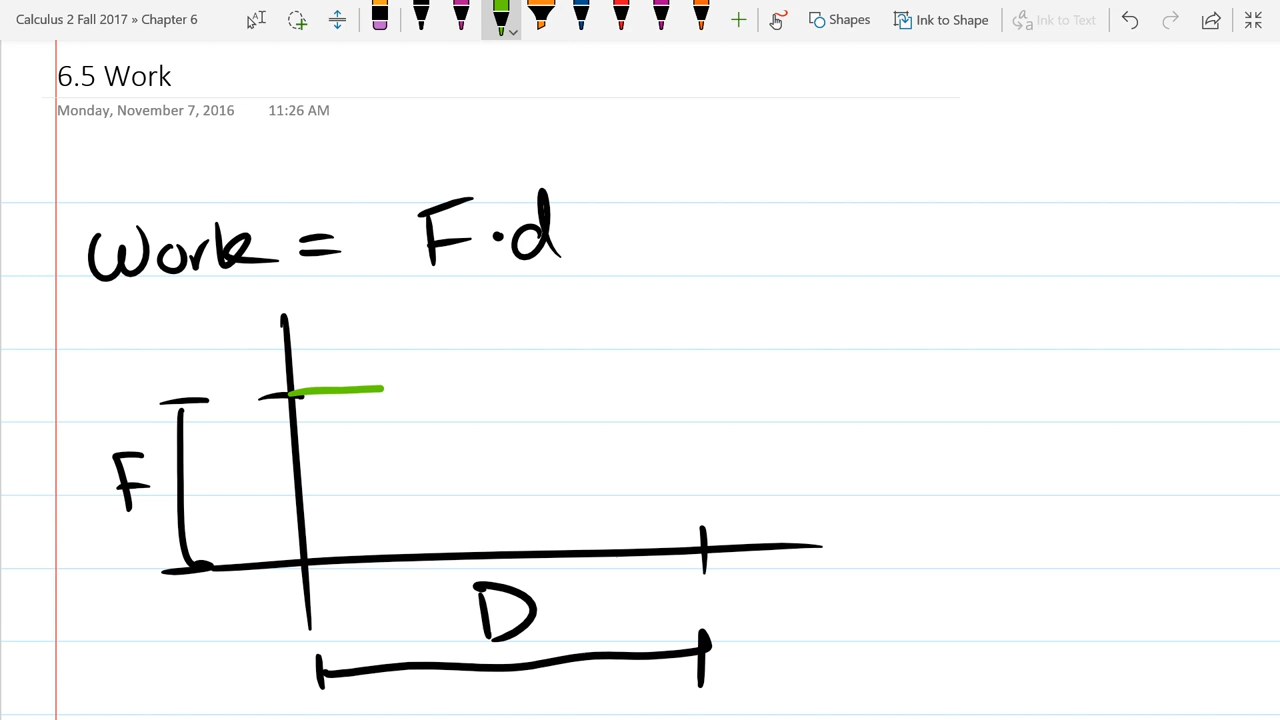 Calculus 2 Fall 2017 » Chapter 6
Shapes
Ink to Shape
Ink to Text
6.5 Work
Monday, November 7, 2016 11:26 AM
Work = F · d
F
D